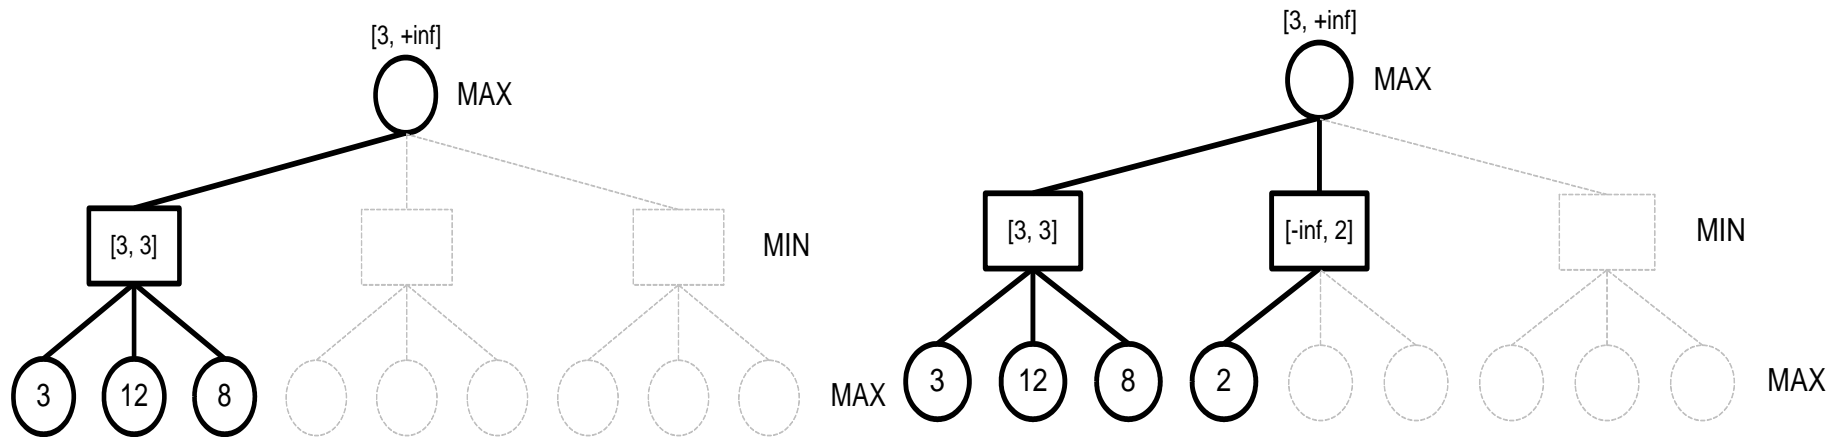 [3, +inf]
MAX
[3, 3]
MIN
3 12 8
MAX
[3, +inf]
MAX
[3, 3] [-inf, 2]
MIN
3 12 8 2
MAX